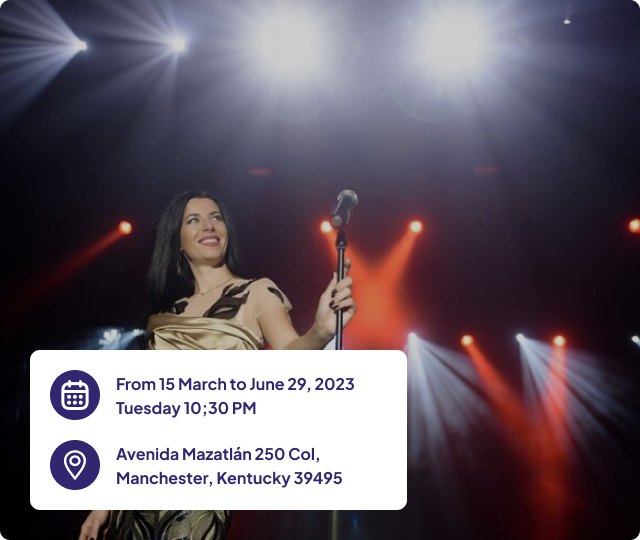 From 15 March to June 29, 2023
Tuesday 10;30 PM
Avenida Mazatlán 250 Col,
Manchester, Kentucky 39495